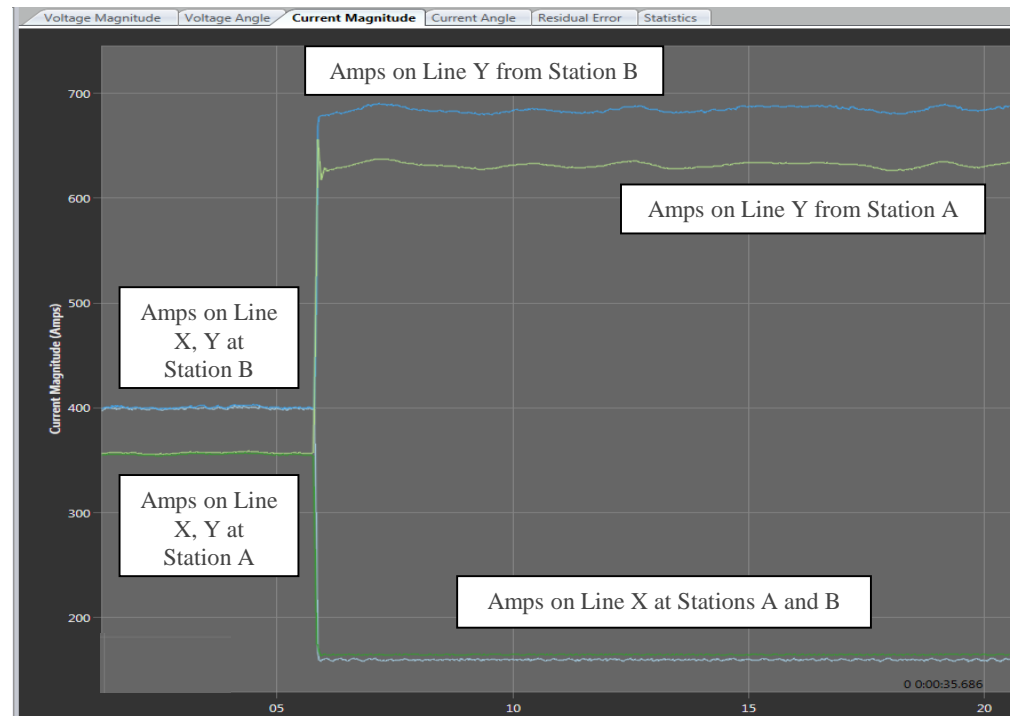 Voltage Magnitude Voltage Angle Current Magnitude Current Angle Residual Error Statistics
Amps on Line Y from Station B
700
600
Amps on Line Y from Station A
500
Amps on Line
X, Y at
Station B
Current Magnitude (Amps)
400
Amps on Line
X, Y at
Station A
300
Amps on Line X at Stations A and B
200
0 0:00:35.686
05 10 15 20